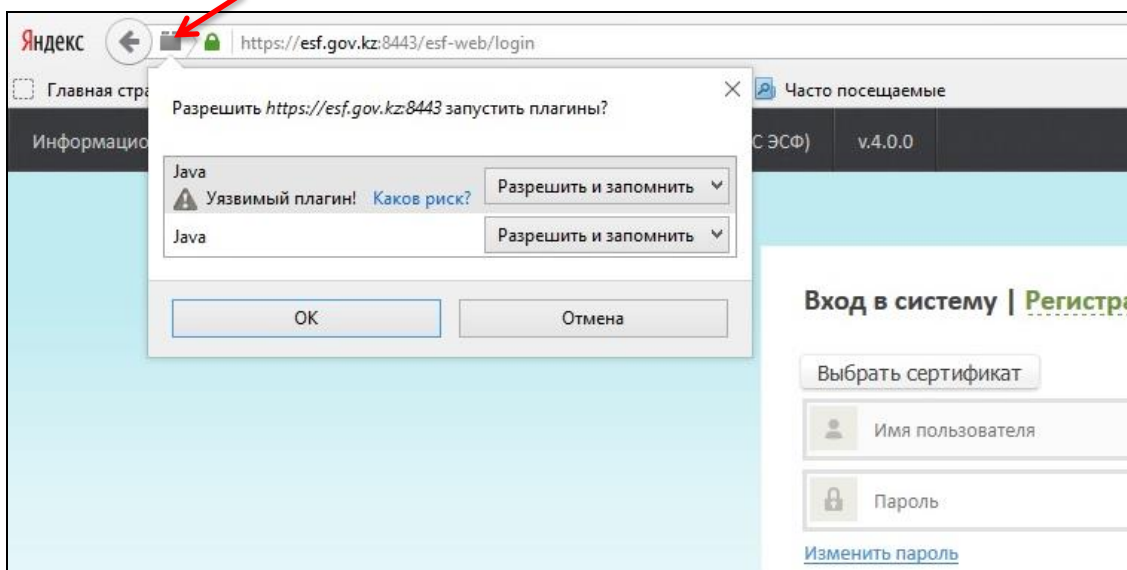 Яндекс
https://esf.gov.kz:8443/esf-web/login
Главная стра
Часто посещаемые
Разрешить https://esf.gov.kz:8443 запустить плагины?
Информацио
С ЭСФ)
v.4.0.0
Java
Уязвимый плагин! Каков риск?
Разрешить и запомнить
Java
Разрешить и запомнить
OK
Отмена
Вход в систему | Регистра
Выбрать сертификат
Имя пользователя
Пароль
Изменить пароль